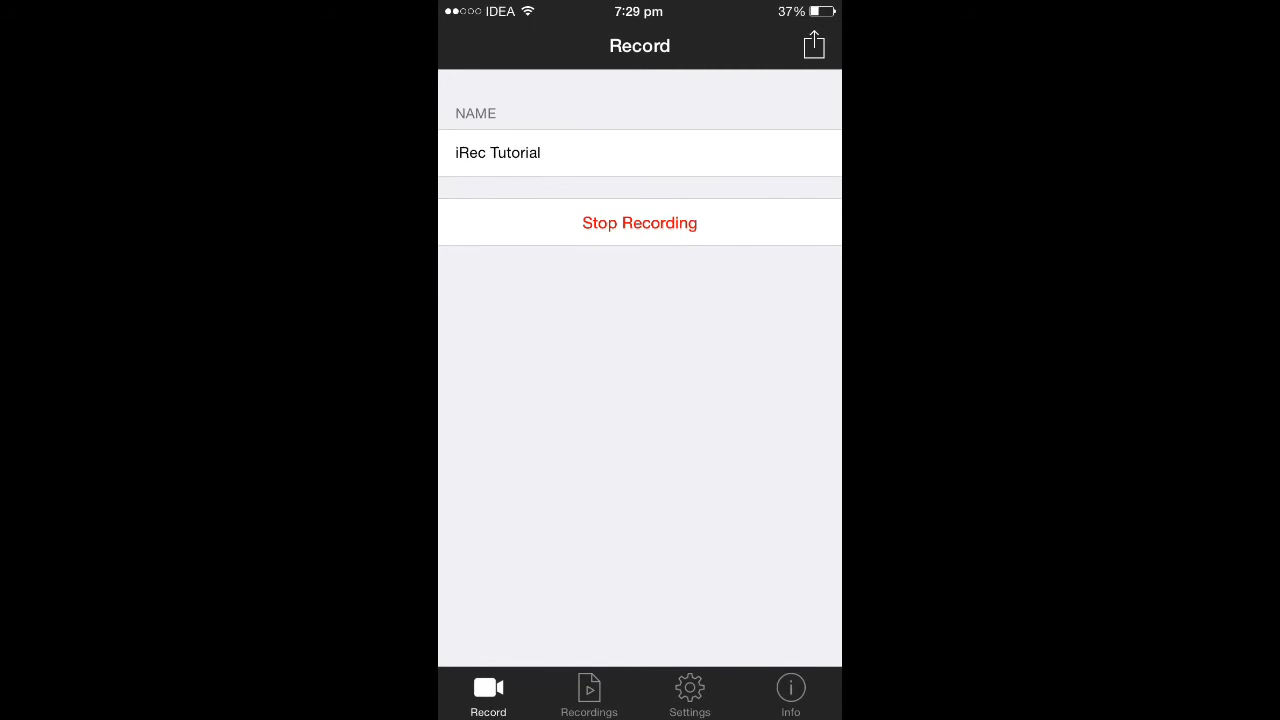 IDEA 7:29 pm 37%
Record
NAME
iRec Tutorial
Stop Recording
Record Recordings Settings Info